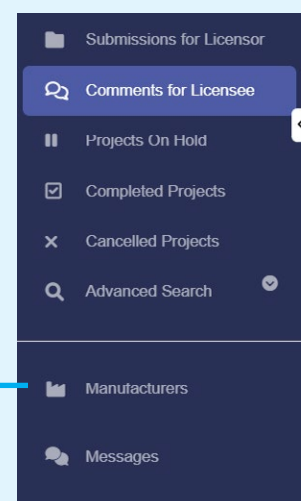 Submissions for Licensor
Comments for Licensee
Projects On Hold
Completed Projects
Cancelled Projects
Advanced Search
Manufacturers
Messages